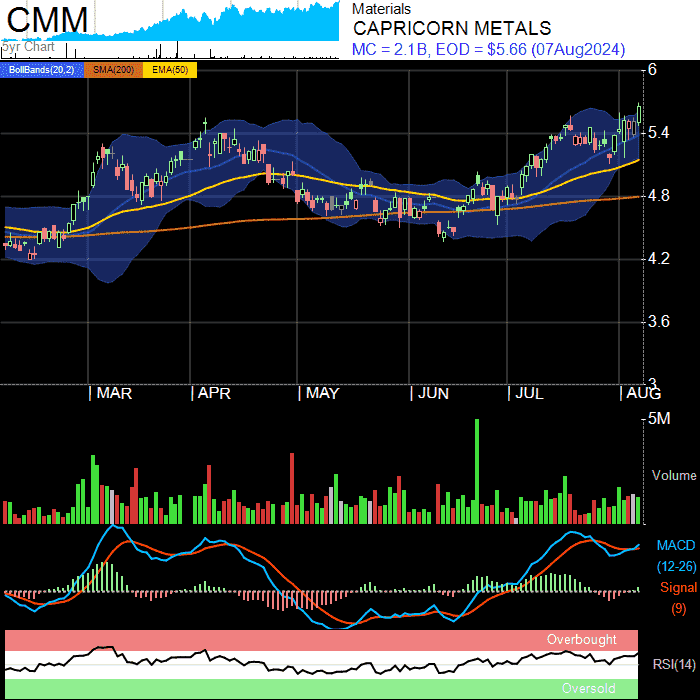 CMM
5yr Chart
Materials
CAPRICORN METALS
MC = 2.1B, EOD = $5.66 (07Aug2024)
BollBands(20,2) SMA(200) EMA(50)
6
5.4
4.8
4.2
3.6
3
MAR APR MAY JUN JUL AUG
5M
Volume
MACD
(12-26)
Signal
(9)
Overbought
RSI(14)
Oversold